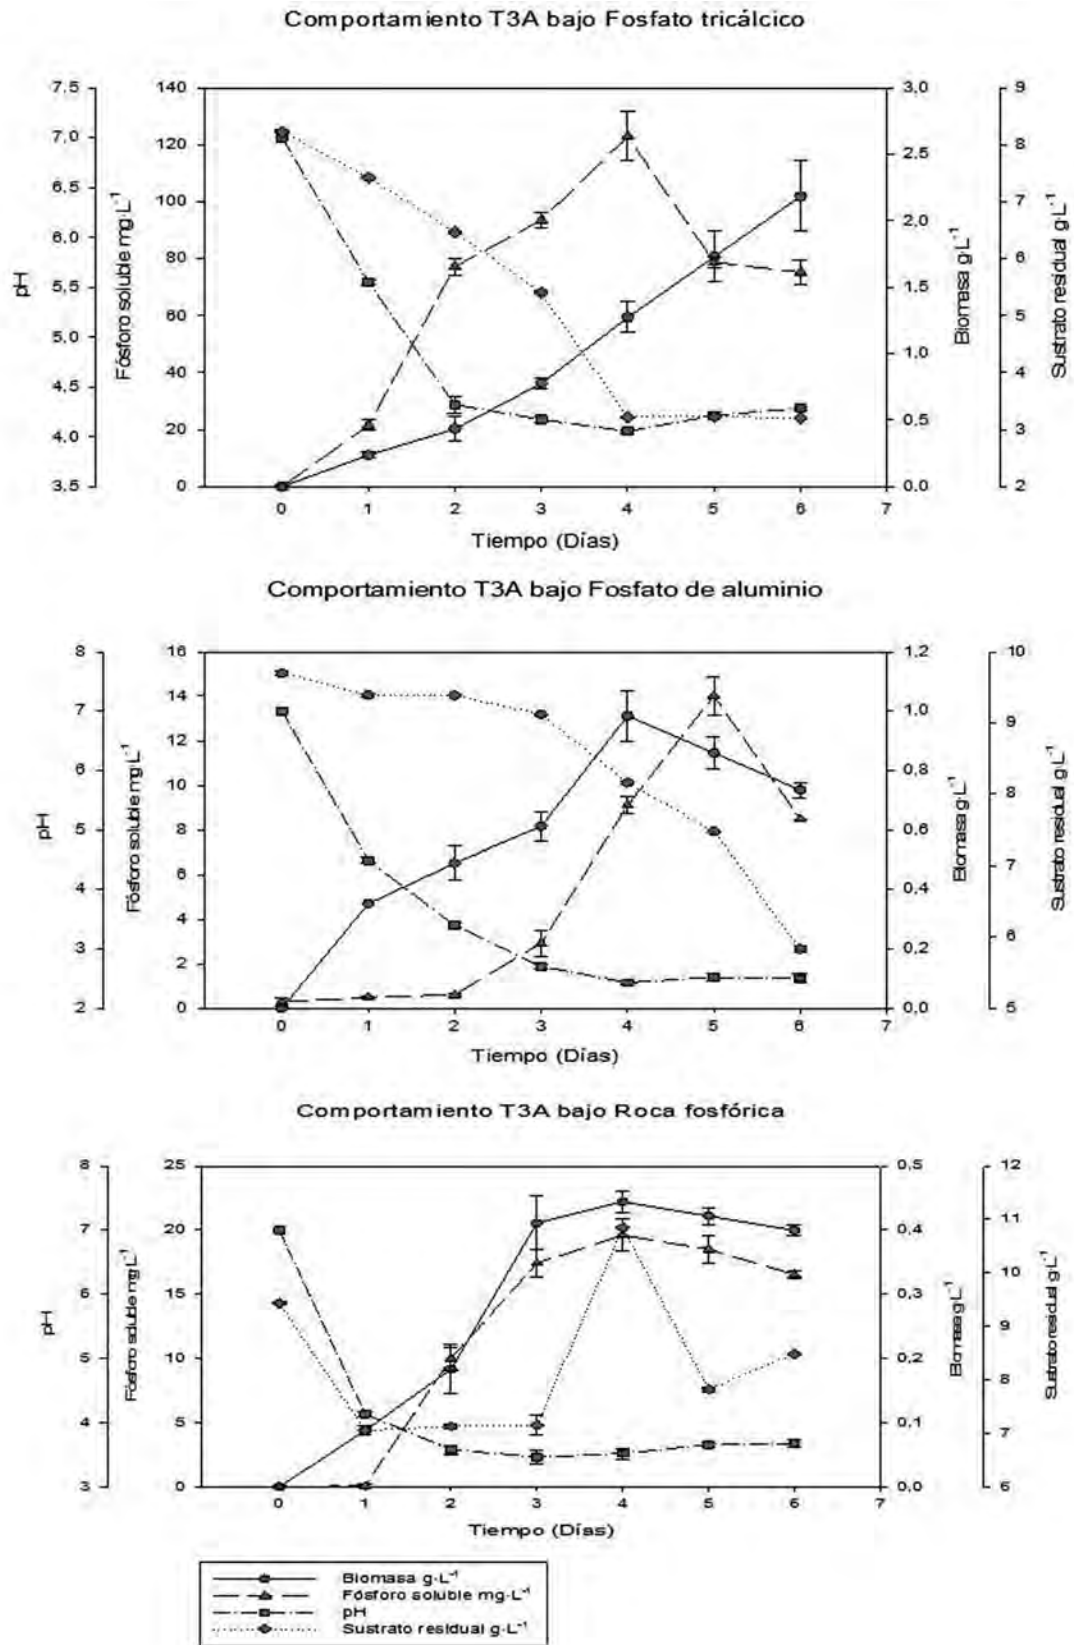 Comportamiento T3A bajo Fosfato tricálcico
7.5 140 3,0 9
7.0 120 2,5 8
6.5 100 2,0 7
6.0 80 1,5 6
5.5 60 1,0 5
5.0 40 0,5 4
4.5 20 0,0 3
4.0 0 2
3.5
pH
Fósforo soluble mg·L⁻¹
Biomasa g·L⁻¹
Sustrato residual g·L⁻¹
0 1 2 3 4 5 6 7
Tiempo (Días)
Comportamiento T3A bajo Fosfato de aluminio
8 16 1,2 10
7 14 1,0 9
6 12 0,8 8
5 10 0,6 7
4 8 0,4 6
3 6 0,2 5
2 4 0,0
2
0
pH
Fósforo soluble mg·L⁻¹
Biomasa g·L⁻¹
Sustrato residual g·L⁻¹
0 1 2 3 4 5 6 7
Tiempo (Días)
Comportamiento T3A bajo Roca fosfórica
8 25 0,5 12
7 20 0,4 11
6 15 0,3 10
5 10 0,2 9
4 5 0,1 8
3 0 0,0 7
6
pH
Fósforo soluble mg·L⁻¹
Biomasa g·L⁻¹
Sustrato residual g·L⁻¹
0 1 2 3 4 5 6 7
Tiempo (Días)
Biomasa g·L⁻¹
Fósforo soluble mg·L⁻¹
pH
Sustrato residual g·L⁻¹